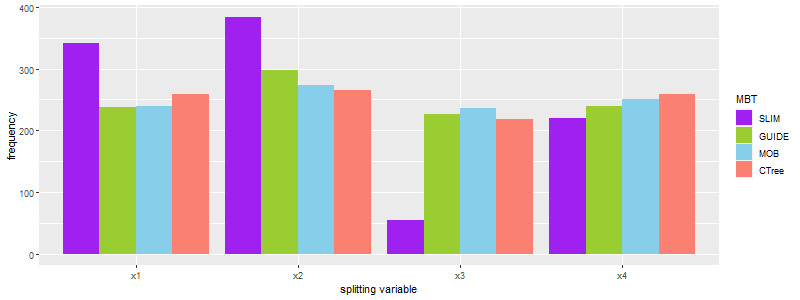 400
300
200
100
0
frequency
x1 x2 x3 x4
splitting variable
MBT
SLIM
GUIDE
MOB
CTree